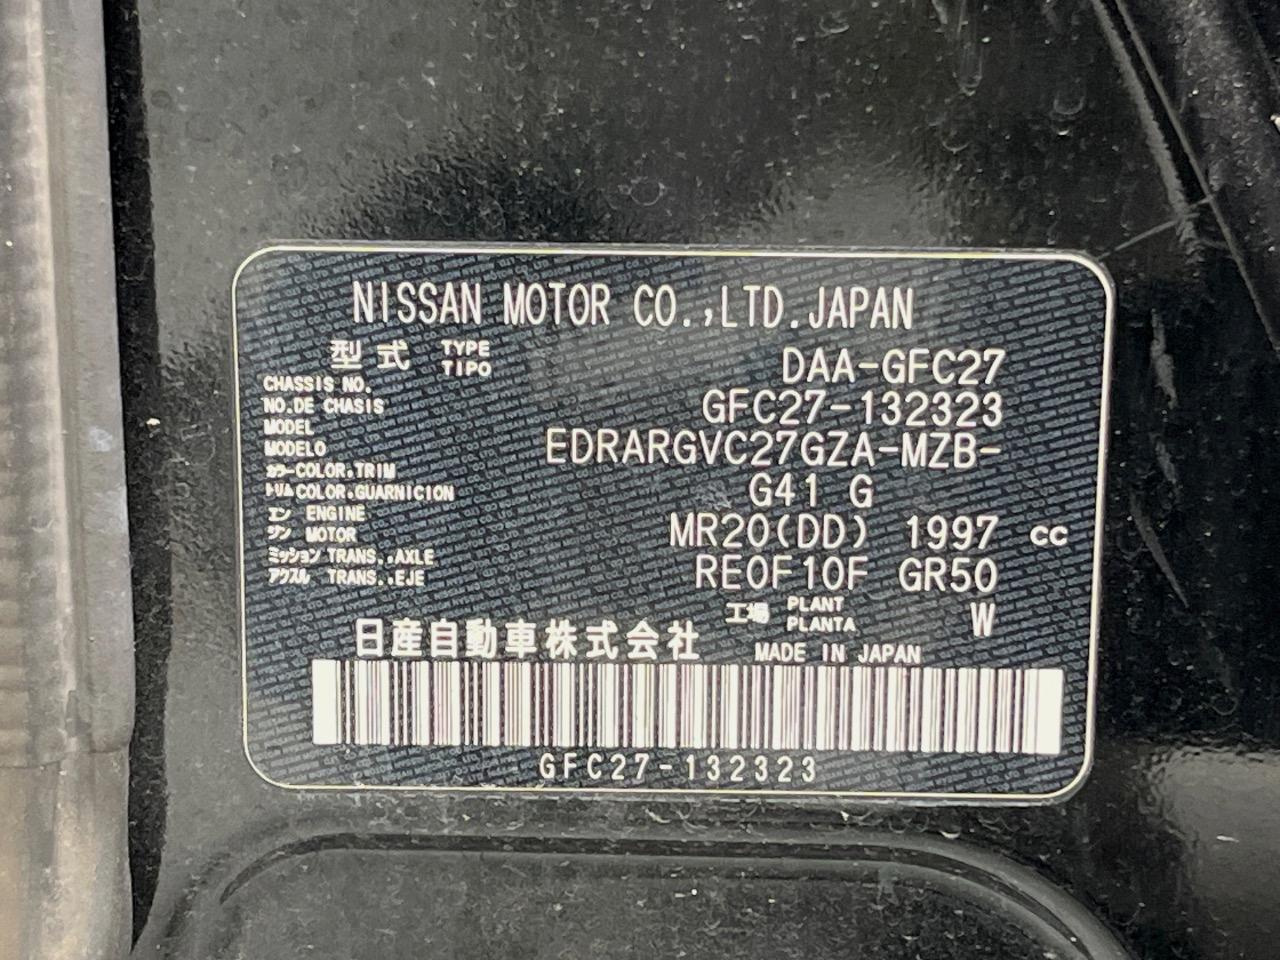 NISSAN MOTOR CO.,LTD.JAPAN
型式 TYPE TIPO DAA-GFC27
CHASSIS NO.
NO.DE CHASIS GFC27-132323
MODEL
MODELO EDRARGVC27GZA-MZB-
カラー COLOR,TRIM
トリム COLOR,GUARNICION G41 G
エン ENGINE
ジン MOTOR MR20(DD) 1997 cc
ミッション TRANS.,AXLE
アクスル TRANS.,EJE RE0F10F GR50
工場 PLANT PLANTA W
日産自動車株式会社 MADE IN JAPAN
GFC27-132323